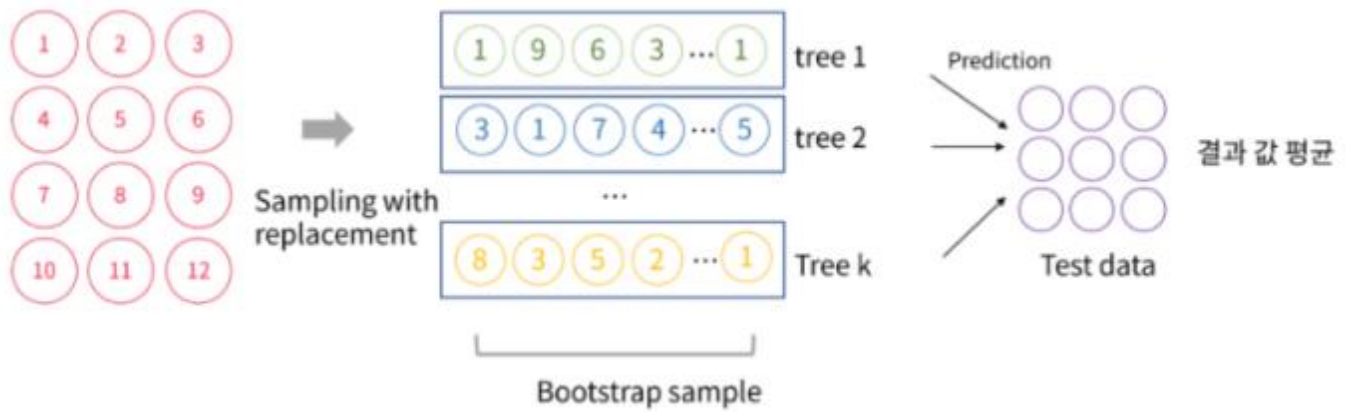 1 2 3
4 5 6
7 8 9
10 11 12
Sampling with
replacement
1 9 6 3 ... 1 tree 1
3 1 7 4 ... 5 tree 2
...
8 3 5 2 ... 1 Tree k
Bootstrap sample
Prediction
Test data
결과 값 평균